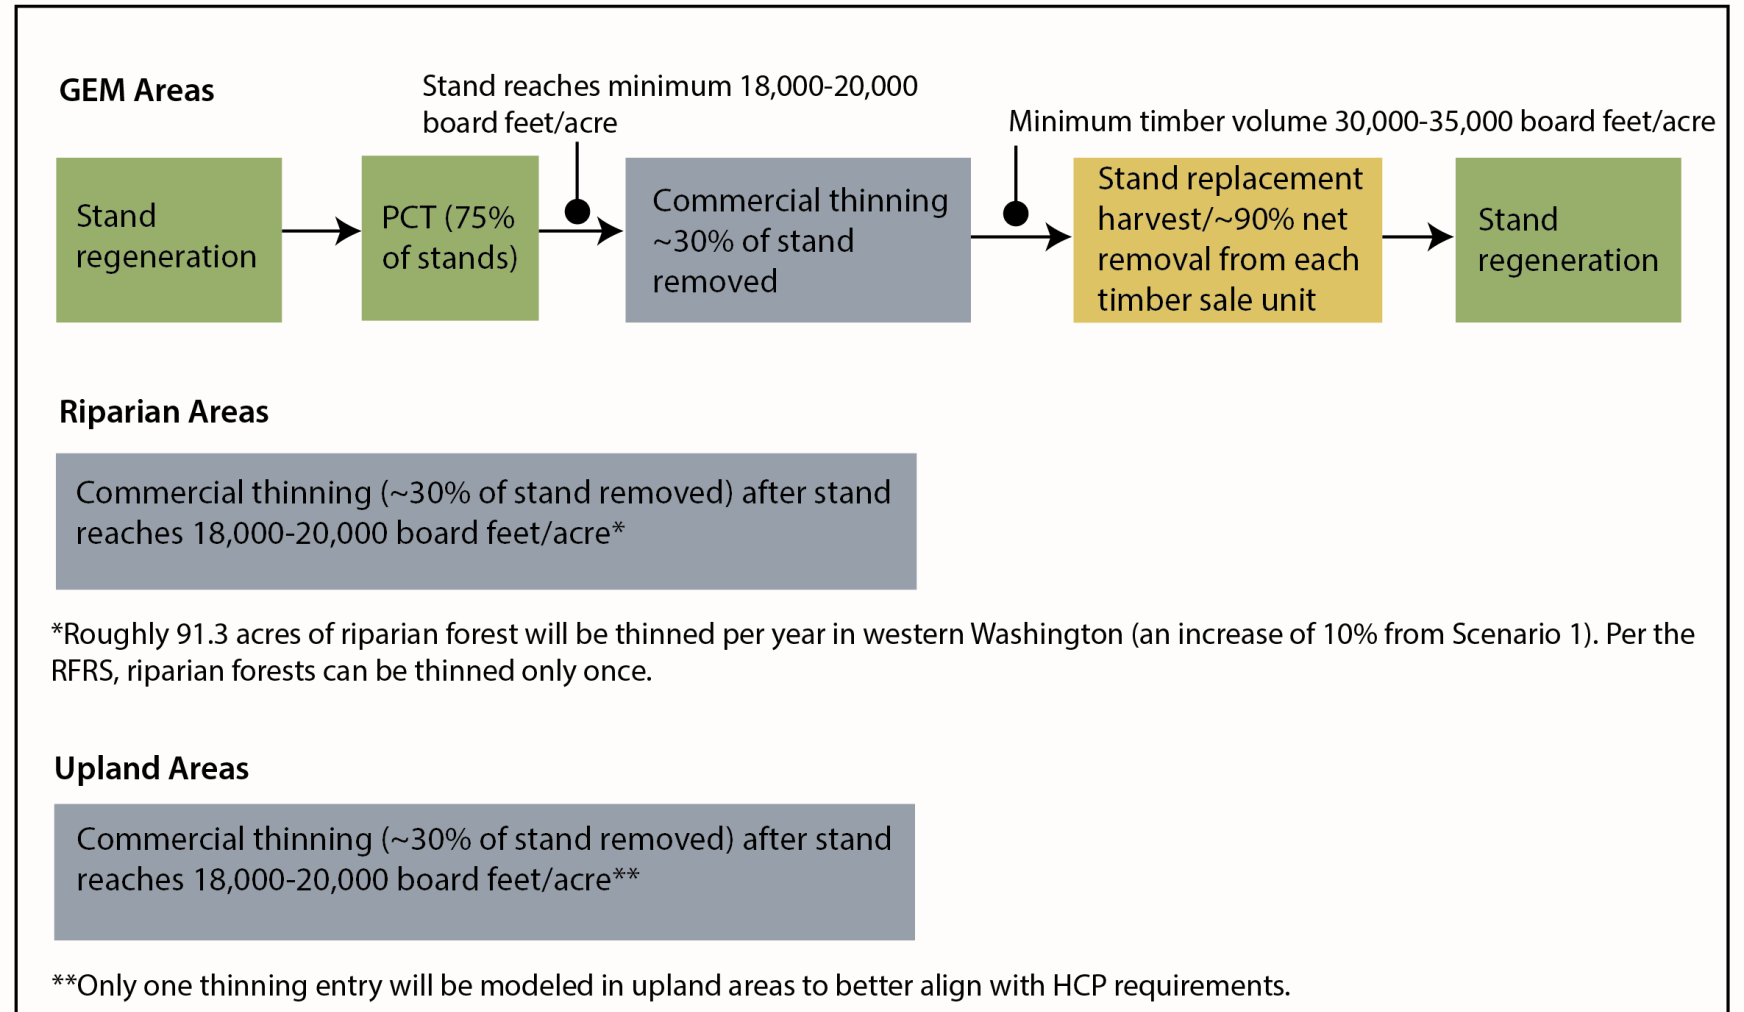 GEM Areas
Stand reaches minimum 18,000-20,000
board feet/acre
Minimum timber volume 30,000-35,000 board feet/acre
Stand
regeneration
PCT (75%
of stands)
Commercial thinning
~30% of stand
removed
Stand replacement
harvest/~90% net
removal from each
timber sale unit
Stand
regeneration
Riparian Areas
Commercial thinning (~30% of stand removed) after stand
reaches 18,000-20,000 board feet/acre*
*Roughly 91.3 acres of riparian forest will be thinned per year in western Washington (an increase of 10% from Scenario 1). Per the
RFRS, riparian forests can be thinned only once.
Upland Areas
Commercial thinning (~30% of stand removed) after stand
reaches 18,000-20,000 board feet/acre**
**Only one thinning entry will be modeled in upland areas to better align with HCP requirements.